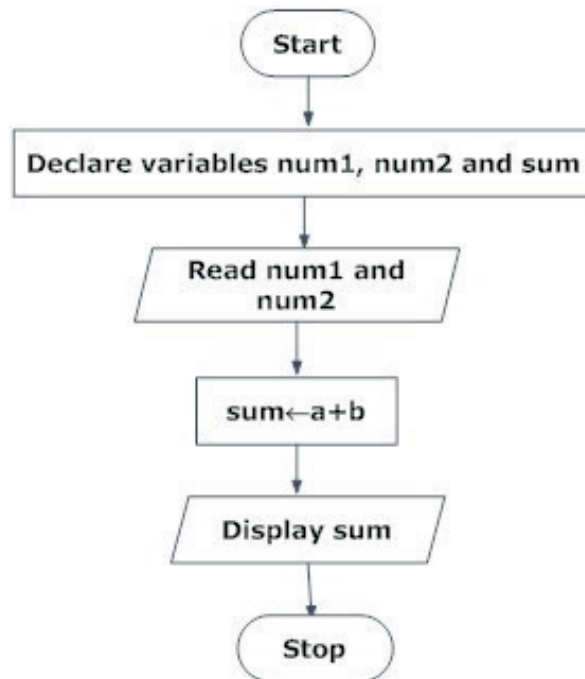 Start
Declare variables num1, num2 and sum
Read num1 and
num2
sum←a+b
Display sum
Stop